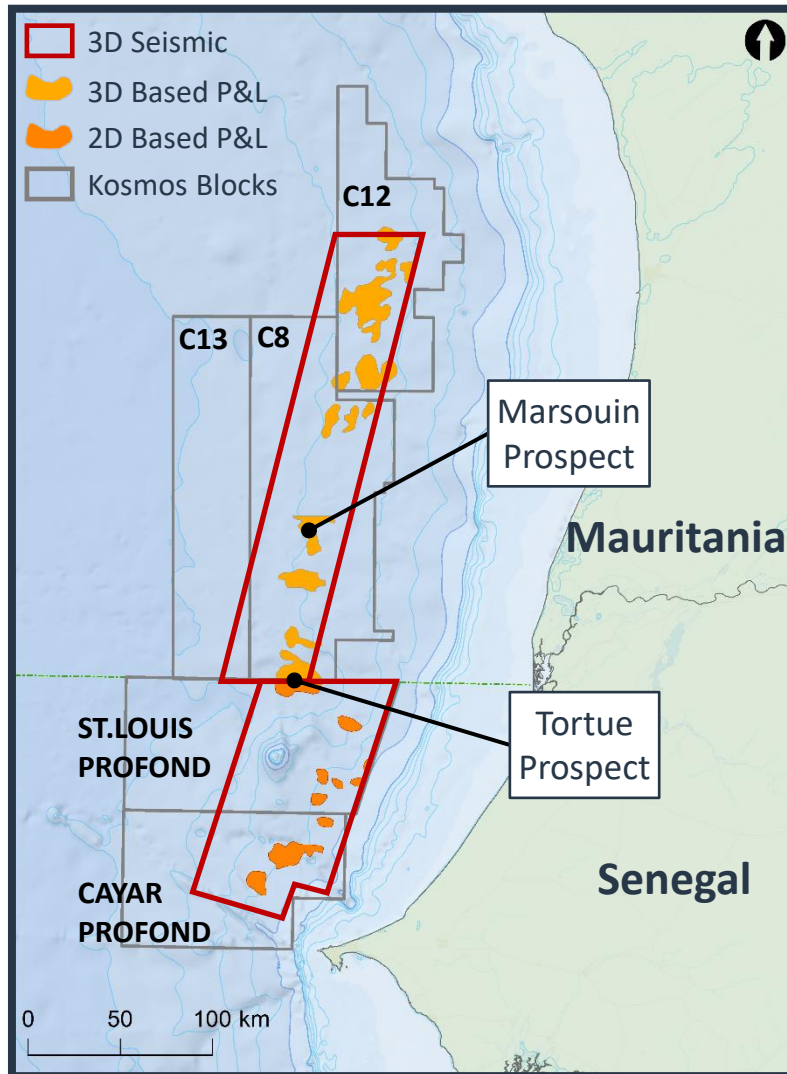 3D Seismic
3D Based P&L
2D Based P&L
Kosmos Blocks
C12
C13
C8
Marsouin
Prospect
Mauritania
Tortue
Prospect
ST.LOUIS
PROFOND
Senegal
CAYAR
PROFOND
0 50 100 km